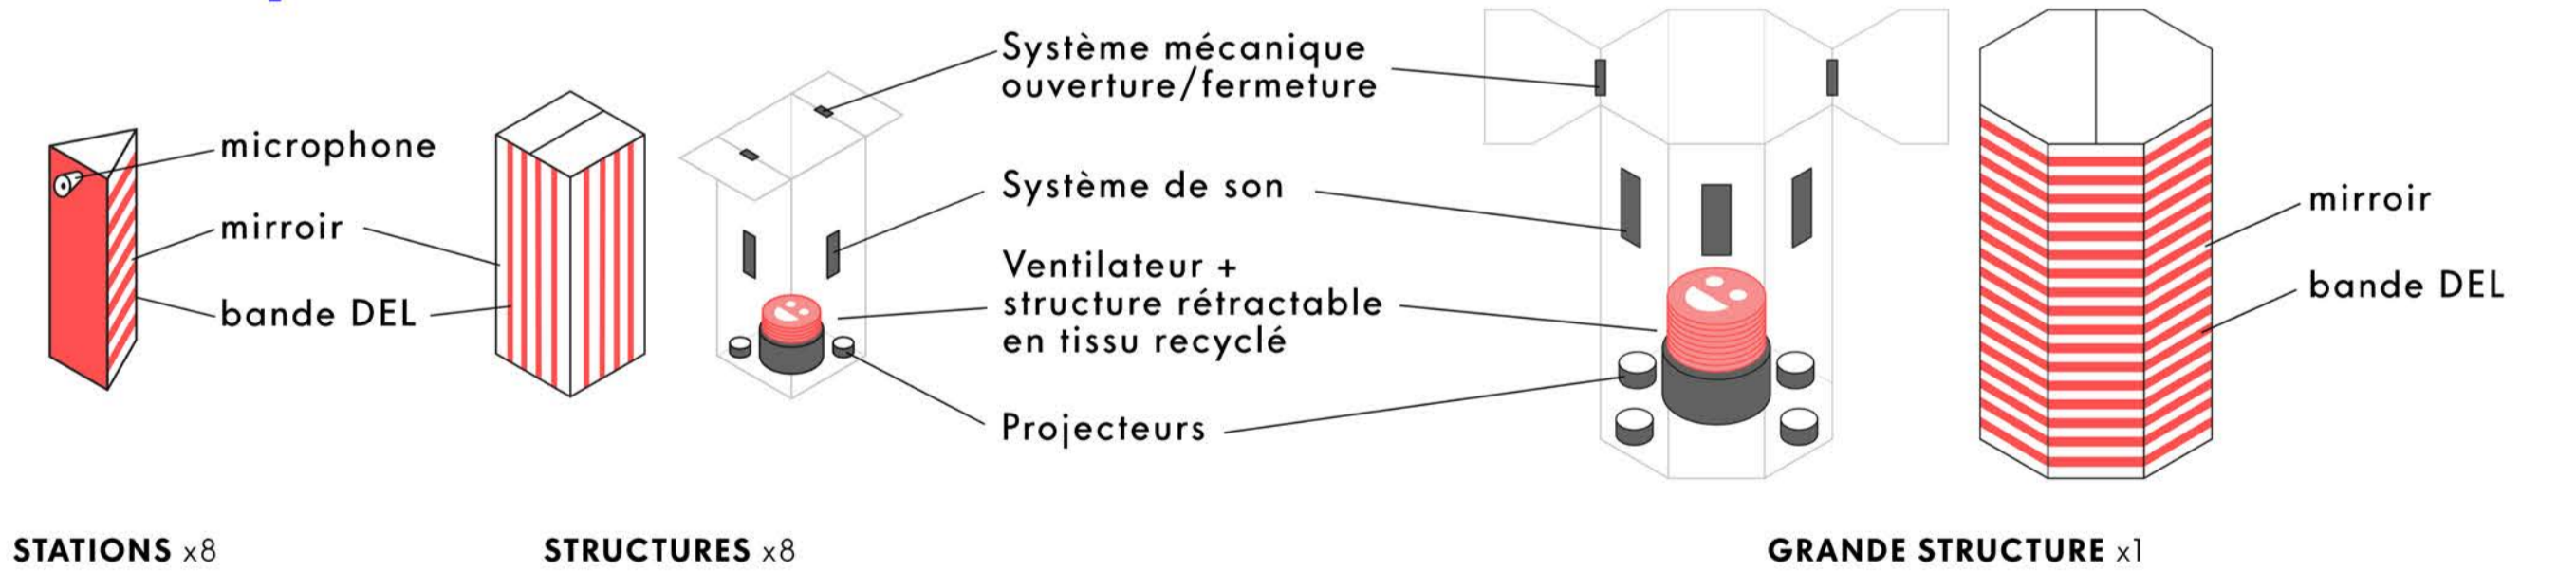 microphone
mirroir
bande DEL
Système mécanique
ouverture/fermeture
Système de son
Ventilateur +
structure rétractable
en tissu recyclé
Projecteurs
mirroir
bande DEL
STATIONS x8
STRUCTURES x8
GRANDE STRUCTURE x1